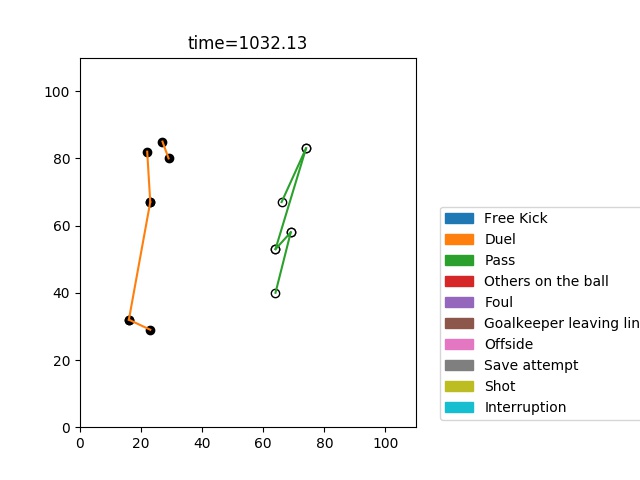 time=1032.13
100
80
60
40
20
0
0 20 40 60 80 100
Free Kick
Duel
Pass
Others on the ball
Foul
Goalkeeper leaving lin
Offside
Save attempt
Shot
Interruption